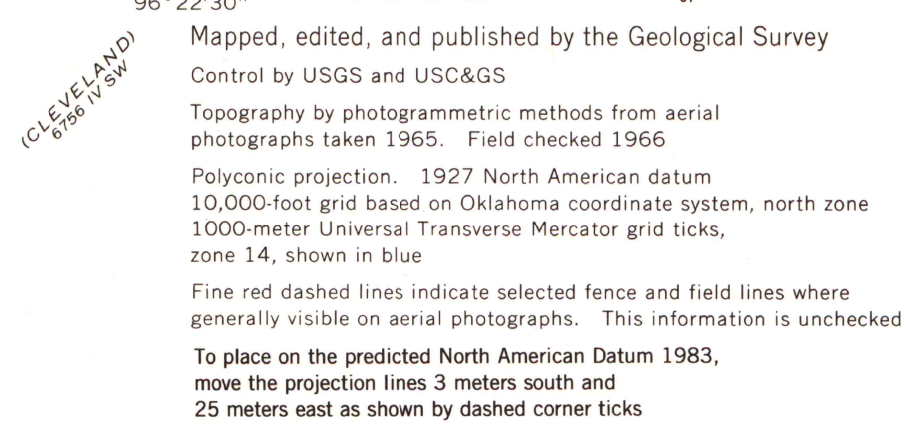 96°22'30"
Mapped, edited, and published by the Geological Survey
(CLEVELAND)
6756 IV SW
Control by USGS and USC&GS
Topography by photogrammetric methods from aerial
photographs taken 1965. Field checked 1966
Polyconic projection. 1927 North American datum
10,000-foot grid based on Oklahoma coordinate system, north zone
1000-meter Universal Transverse Mercator grid ticks,
zone 14, shown in blue
Fine red dashed lines indicate selected fence and field lines where
generally visible on aerial photographs. This information is unchecked
To place on the predicted North American Datum 1983,
move the projection lines 3 meters south and
25 meters east as shown by dashed corner ticks